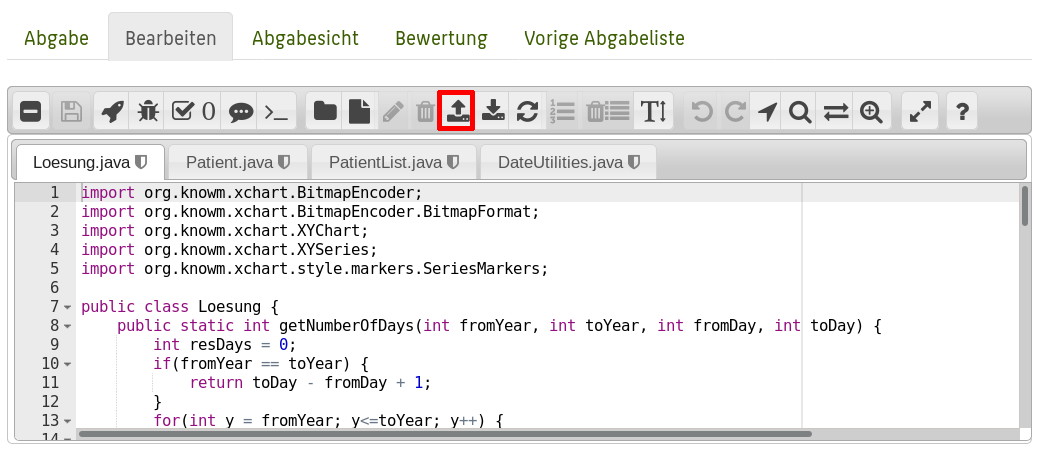 Abgabe Bearbeiten Abgabesicht Bewertung Vorige Abgabeliste
0 >_ 1 2 3 T ?
Loesung.java Patient.java PatientList.java DateUtilities.java
1 import org.knowm.xchart.BitmapEncoder;
2 import org.knowm.xchart.BitmapEncoder.BitmapFormat;
3 import org.knowm.xchart.XYChart;
4 import org.knowm.xchart.XYSeries;
5 import org.knowm.xchart.style.markers.SeriesMarkers;
6
7 public class Loesung {
8 public static int getNumberOfDays(int fromYear, int toYear, int fromDay, int toDay) {
9 int resDays = 0;
10 if(fromYear == toYear) {
11 return toDay - fromDay + 1;
12 }
13 for(int y = fromYear; y<=toYear; y++) {
14